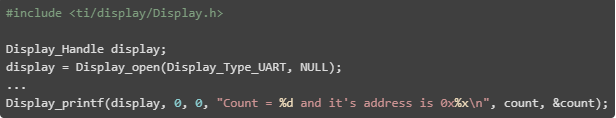 #include <ti/display/Display.h>
Display_Handle display;
display = Display_open(Display_Type_UART, NULL);
...
Display_printf(display, 0, 0, "Count = %d and it's address is 0x%x\n", count, &count);